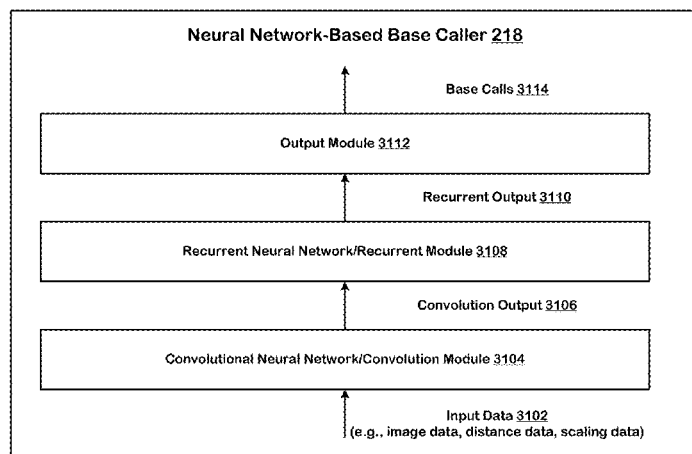 Neural Network-Based Base Caller 218
Base Calls 3114
Output Module 3112
Recurrent Output 3110
Recurrent Neural Network/Recurrent Module 3108
Convolution Output 3106
Convolutional Neural Network/Convolution Module 3104
Input Data 3102
(e.g., image data, distance data, scaling data)